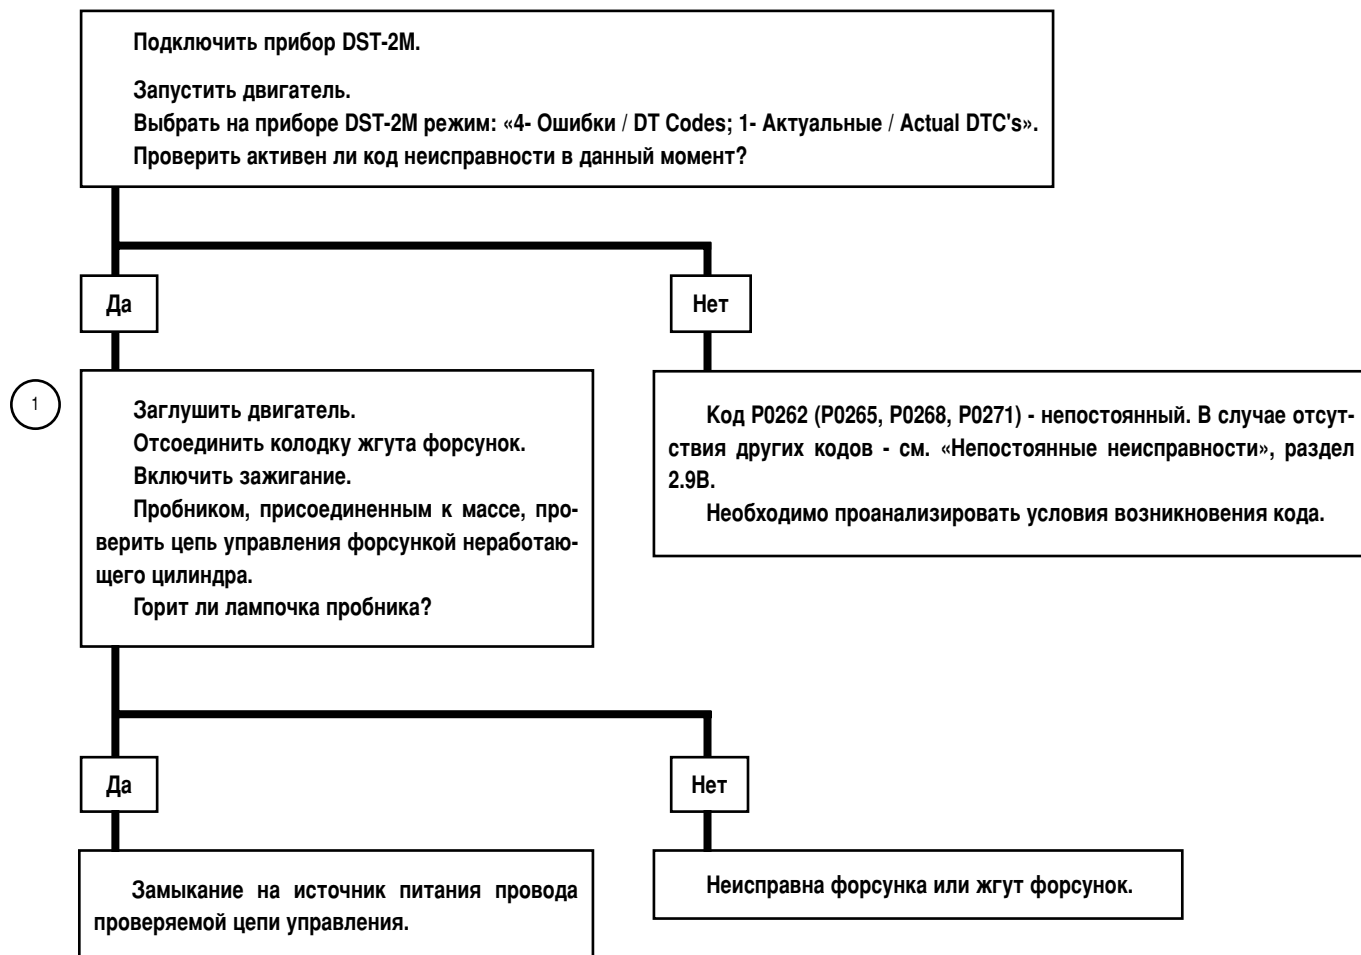 Подключить прибор DST-2M.
Запустить двигатель.
Выбрать на приборе DST-2M режим: «4- Ошибки / DT Codes; 1- Актуальные / Actual DTC's».
Проверить активен ли код неисправности в данный момент?
Да
Нет
1
Заглушить двигатель.
Отсоединить колодку жгута форсунок.
Включить зажигание.
Пробником, присоединенным к массе, про-
верить цепь управления форсункой неработаю-
щего цилиндра.
Горит ли лампочка пробника?
Код P0262 (P0265, P0268, P0271) - непостоянный. В случае отсут-
ствия других кодов - см. «Непостоянные неисправности», раздел
2.9В.
Необходимо проанализировать условия возникновения кода.
Да
Нет
Замыкание на источник питания провода
проверяемой цепи управления.
Неисправна форсунка или жгут форсунок.